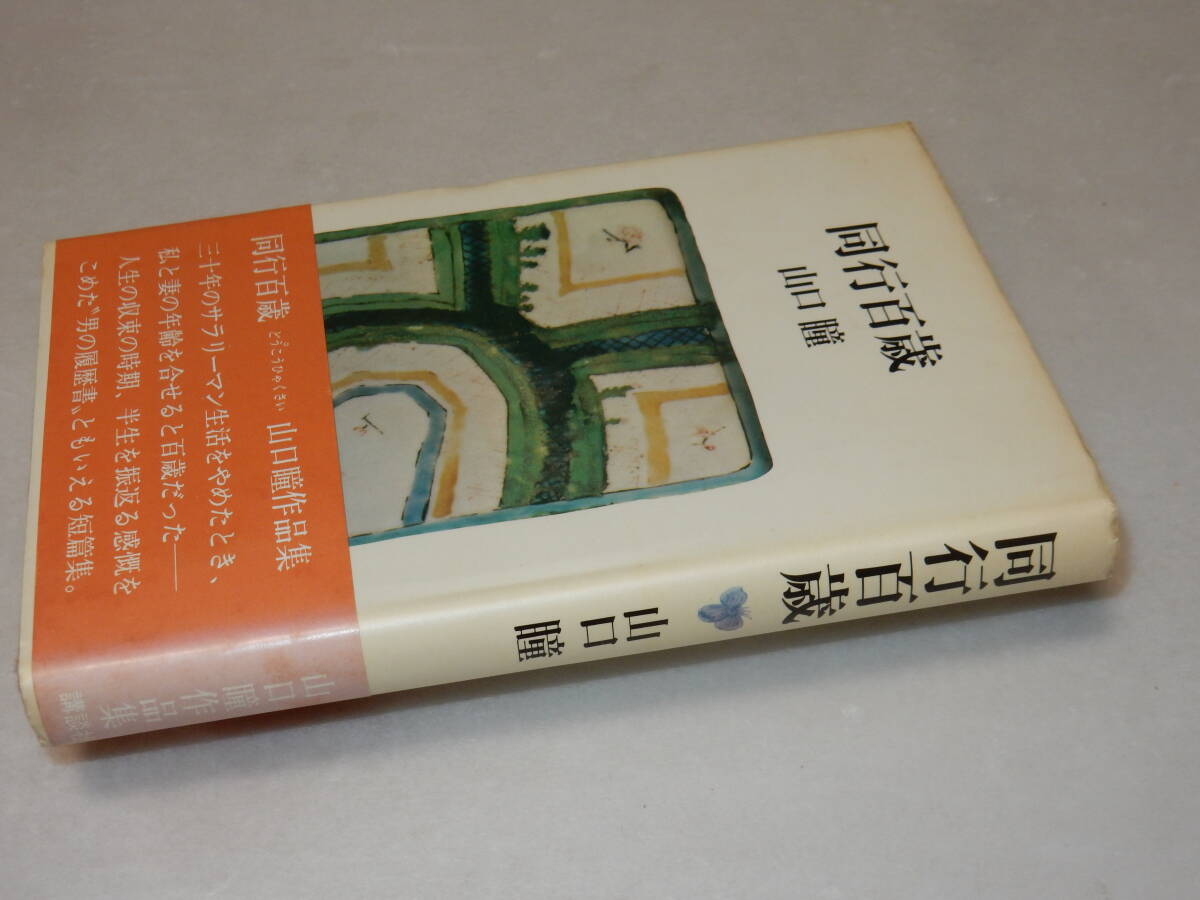 同行百歳
山口 瞳
同行百歳 どうこうひゃくさい 山口瞳作品集
三十年のサラリーマン生活をやめたとき、
私と妻の年齢を合せると百歳だった——
人生の収束の時期、半生を振返る感慨を
こめた〝男の履歴書〟ともいえる短篇集。
同行百歳
山口瞳
山口瞳作品集
講談社